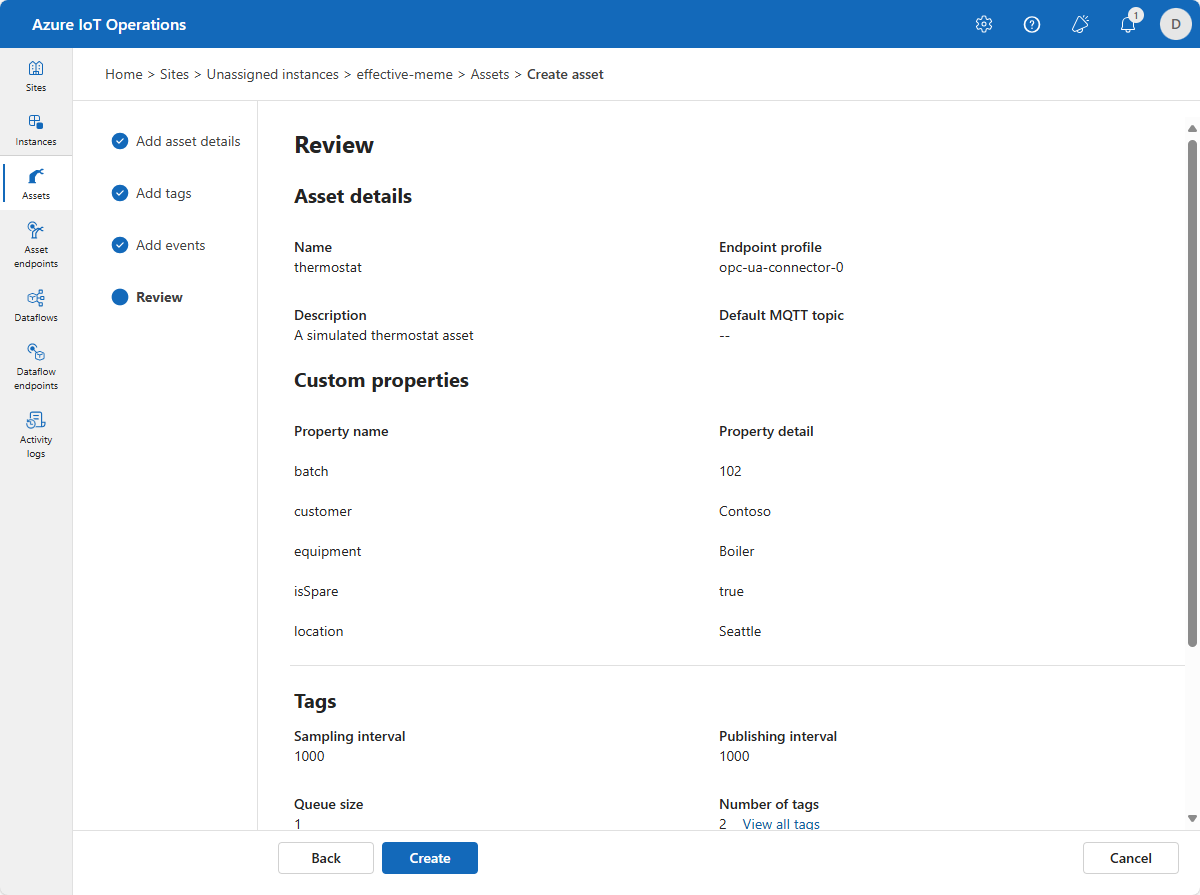 Azure IoT Operations
1
D
Sites
Instances
Assets
Asset
endpoints
Dataflows
Dataflow
endpoints
Activity
logs
Home > Sites > Unassigned instances > effective-meme > Assets > Create asset
Add asset details
Add tags
Add events
Review
Review
Asset details
Name
thermostat
Endpoint profile
opc-ua-connector-0
Description
A simulated thermostat asset
Default MQTT topic
--
Custom properties
Property name Property detail
batch 102
customer Contoso
equipment Boiler
isSpare true
location Seattle
Tags
Sampling interval
1000
Publishing interval
1000
Queue size
1
Number of tags
2 View all tags
Back
Create
Cancel